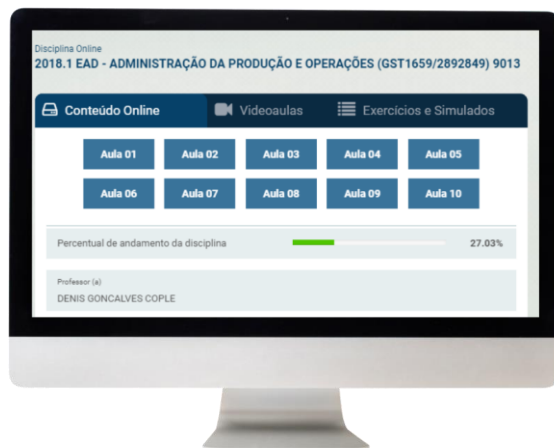 Disciplina Online
2018.1 EAD - ADMINISTRAÇÃO DA PRODUÇÃO E OPERAÇÕES (GST1659/2892849) 9013
Conteúdo Online Videoaulas Exercícios e Simulados
Aula 01 Aula 02 Aula 03 Aula 04 Aula 05
Aula 06 Aula 07 Aula 08 Aula 09 Aula 10
Percentual de andamento da disciplina 27.03%
Professor (a)
DENIS GONCALVES COPLE